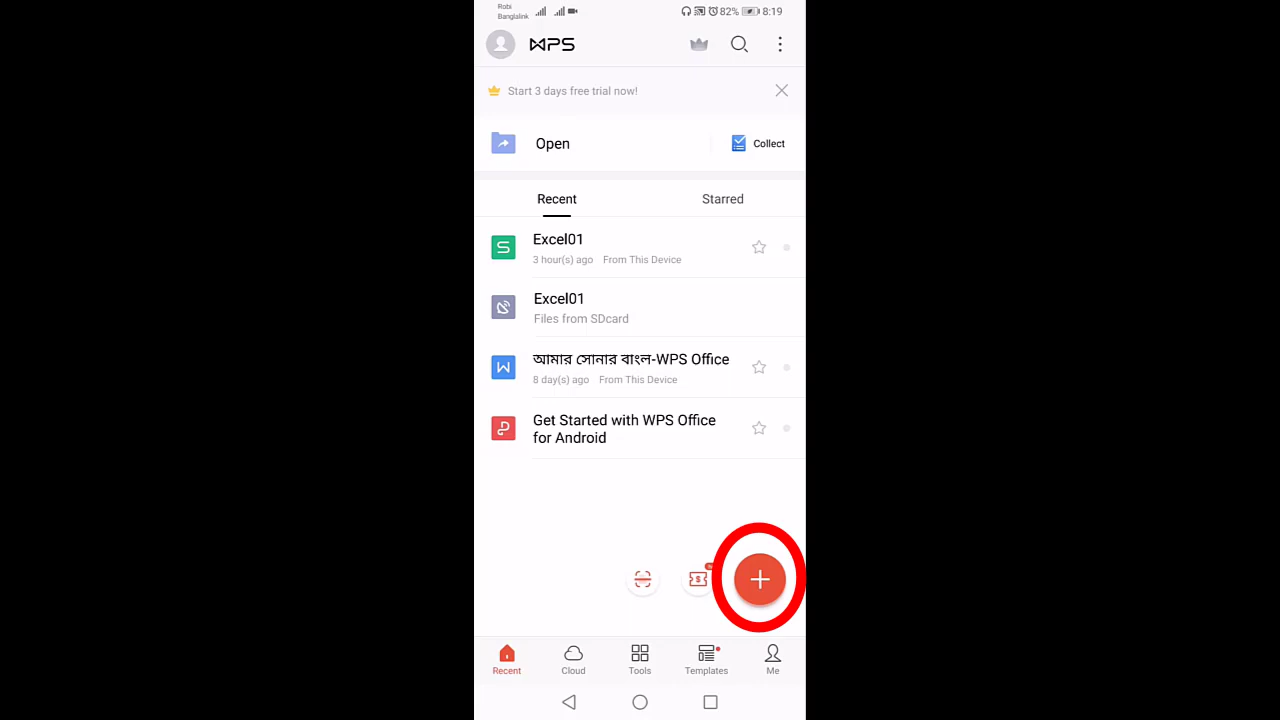 Robi
Banglalink
82% 8:19
WPS
Start 3 days free trial now!
Open
Collect
Recent
Starred
Excel01
3 hour(s) ago From This Device
Excel01
Files from SDcard
আমার সোনার বাংল-WPS Office
8 day(s) ago From This Device
Get Started with WPS Office
for Android
Recent
Cloud
Tools
Templates
Me